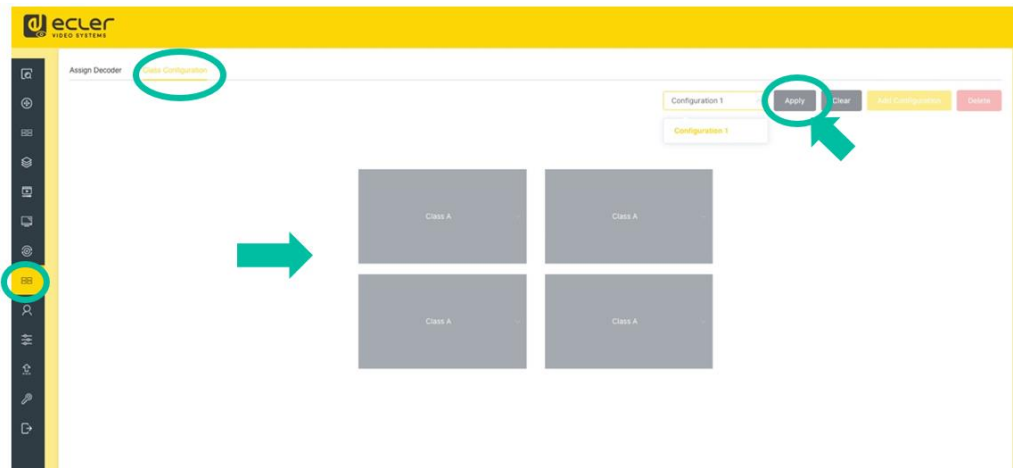 ecler
VIDEO SYSTEMS
Assign Decoder Class Configuration
Configuration 1 Apply Clear Add Configuration Delete
Configuration 1
Class A Class A
Class A Class A